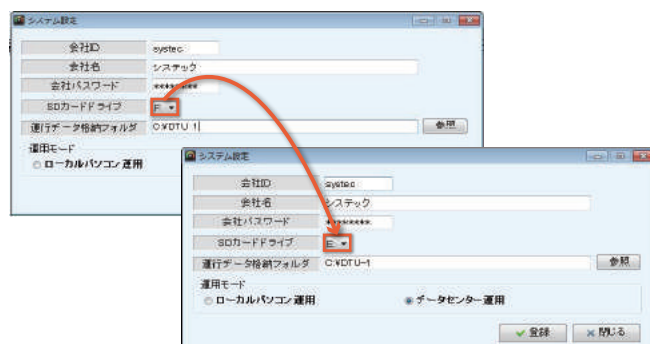 システム設定
会社ID systec
会社名 システック
会社パスワード ********
SDカードドライブ F:
運行データ格納フォルダ C:¥DTU-1 参照
運用モード
ローカルパソコン運用
システム設定
会社ID systec
会社名 システック
会社パスワード ********
SDカードドライブ E:
運行データ格納フォルダ C:¥DTU-1 参照
運用モード
ローカルパソコン運用 データセンター運用
登録 閉じる